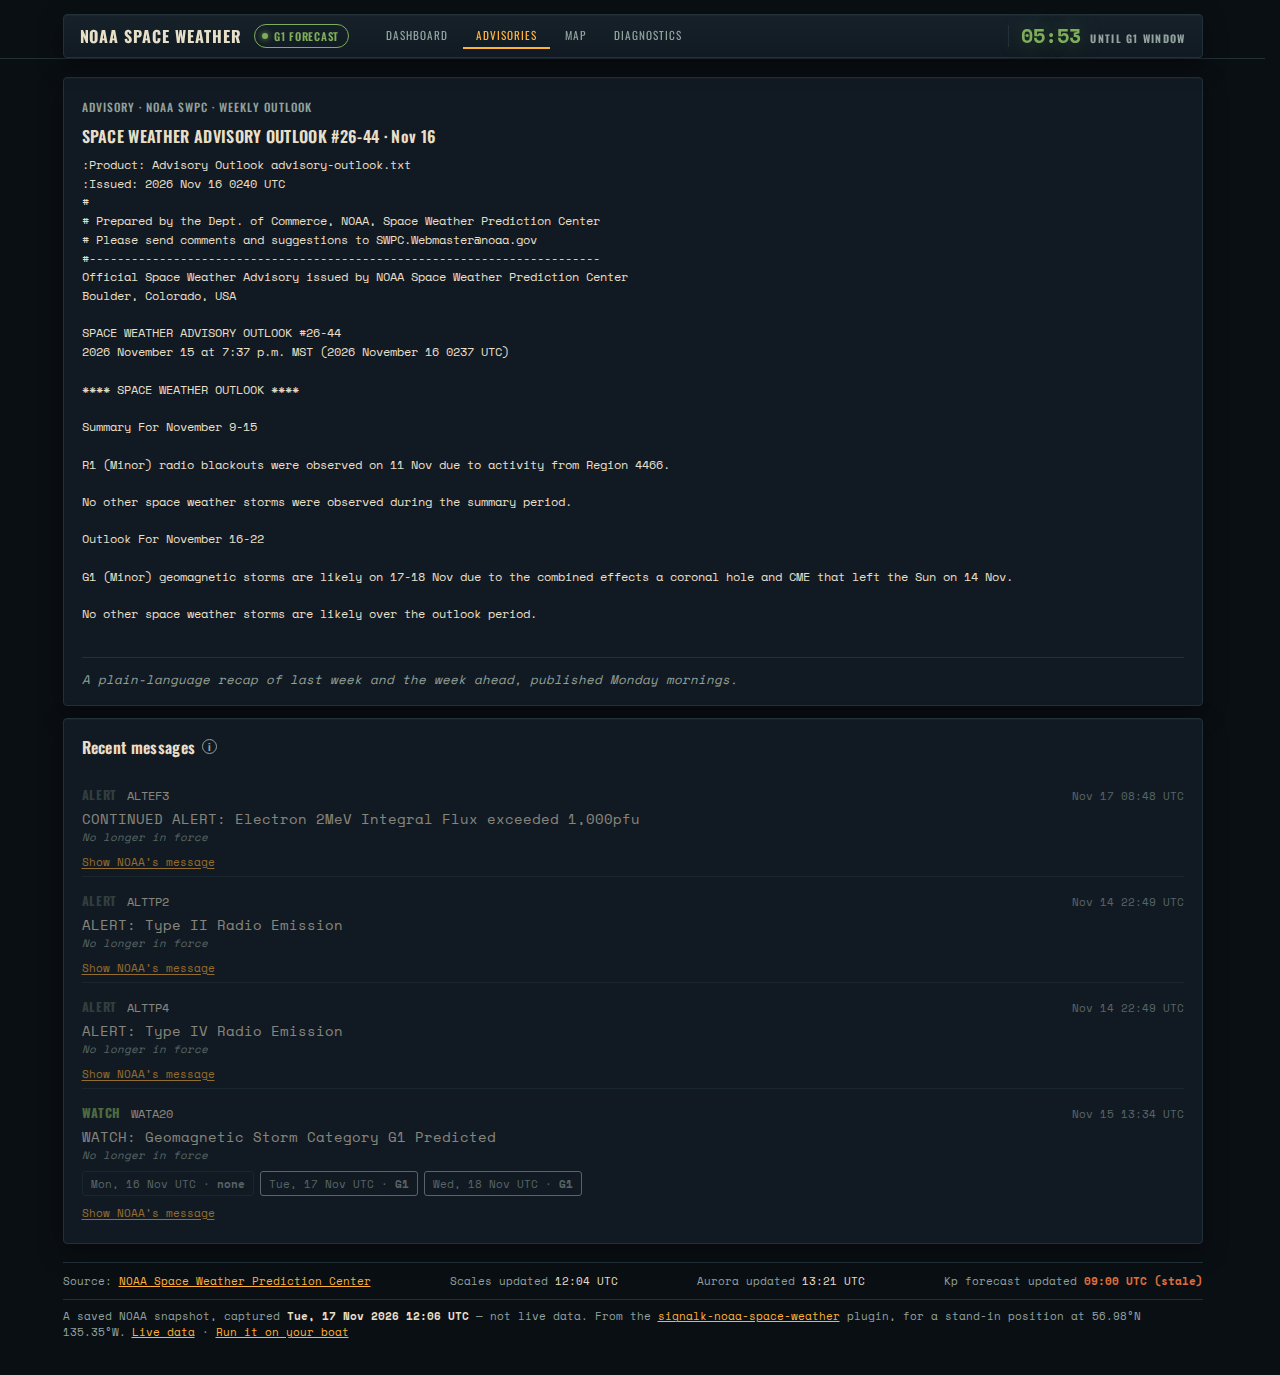 NOAA SPACE WEATHER
G1 FORECAST
DASHBOARD
ADVISORIES
MAP
DIAGNOSTICS
05:53 UNTIL G1 WINDOW
ADVISORY · NOAA SWPC · WEEKLY OUTLOOK
SPACE WEATHER ADVISORY OUTLOOK #26-44 · Nov 16
:Product: Advisory Outlook advisory-outlook.txt
:Issued: 2026 Nov 16 0240 UTC
#
# Prepared by the Dept. of Commerce, NOAA, Space Weather Prediction Center
# Please send comments and suggestions to SWPC.Webmaster@noaa.gov
#-------------------------------------------------------------------------
Official Space Weather Advisory issued by NOAA Space Weather Prediction Center
Boulder, Colorado, USA
SPACE WEATHER ADVISORY OUTLOOK #26-44
2026 November 15 at 7:37 p.m. MST (2026 November 16 0237 UTC)
**** SPACE WEATHER OUTLOOK ****
Summary For November 9-15
R1 (Minor) radio blackouts were observed on 11 Nov due to activity from Region 4466.
No other space weather storms were observed during the summary period.
Outlook For November 16-22
G1 (Minor) geomagnetic storms are likely on 17-18 Nov due to the combined effects a coronal hole and CME that left the Sun on 14 Nov.
No other space weather storms are likely over the outlook period.
A plain-language recap of last week and the week ahead, published Monday mornings.
Recent messages
ALERT ALTEF3 Nov 17 08:48 UTC
CONTINUED ALERT: Electron 2MeV Integral Flux exceeded 1,000pfu
No longer in force
Show NOAA's message
ALERT ALTTP2 Nov 14 22:49 UTC
ALERT: Type II Radio Emission
No longer in force
Show NOAA's message
ALERT ALTTP4 Nov 14 22:49 UTC
ALERT: Type IV Radio Emission
No longer in force
Show NOAA's message
WATCH WATA20 Nov 15 13:34 UTC
WATCH: Geomagnetic Storm Category G1 Predicted
No longer in force
Mon, 16 Nov UTC · none
Tue, 17 Nov UTC · G1
Wed, 18 Nov UTC · G1
Show NOAA's message
Source: NOAA Space Weather Prediction Center
Scales updated 12:04 UTC
Aurora updated 13:21 UTC
Kp forecast updated 09:00 UTC (stale)
A saved NOAA snapshot, captured Tue, 17 Nov 2026 12:06 UTC — not live data. From the signalk-noaa-space-weather plugin, for a stand-in position at 56.98°N
135.35°W. Live data · Run it on your boat